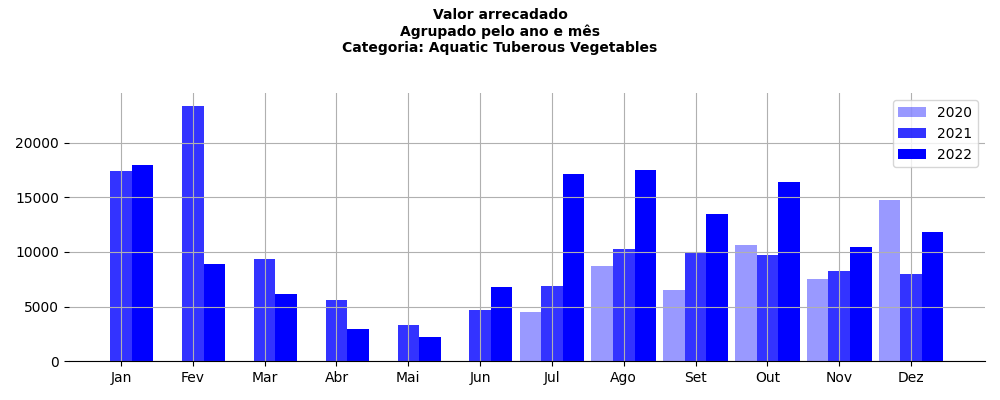 Valor arrecadado
Agrupado pelo ano e mês
Categoria: Aquatic Tuberous Vegetables
2020
2021
2022
20000
15000
10000
5000
0
Jan Fev Mar Abr Mai Jun Jul Ago Set Out Nov Dez